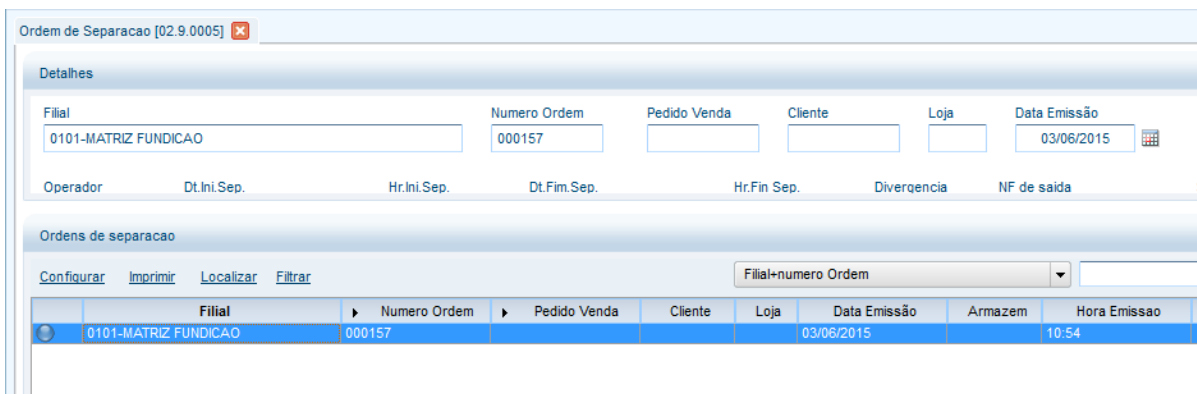 Ordem de Separacao [02.9.0005]
Detalhes
Filial Numero Ordem Pedido Venda Cliente Loja Data Emissão
0101-MATRIZ FUNDICAO 000157 03/06/2015
Operador Dt.Ini.Sep. Hr.Ini.Sep. Dt.Fim.Sep. Hr.Fin Sep. Divergencia NF de saida
Ordens de separacao
Configurar Imprimir Localizar Filtrar Filial+numero Ordem
Filial Numero Ordem Pedido Venda Cliente Loja Data Emissão Armazem Hora Emissao
0101-MATRIZ FUNDICAO 000157 03/06/2015 10:54